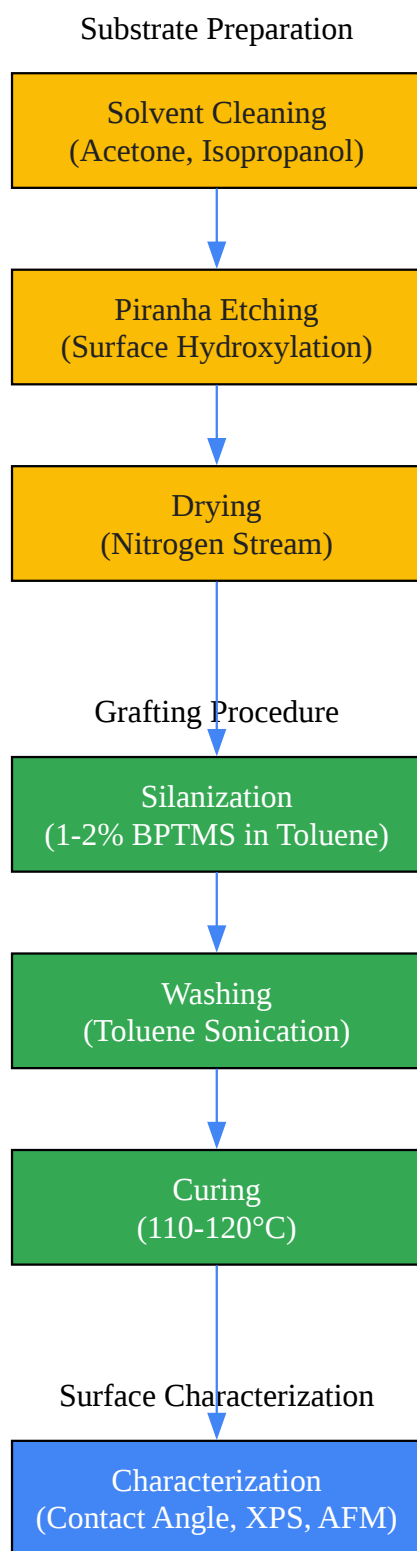 Substrate Preparation
Solvent Cleaning
(Acetone, Isopropanol)
Piranha Etching
(Surface Hydroxylation)
Drying
(Nitrogen Stream)
Grafting Procedure
Silanization
(1-2% BPTMS in Toluene)
Washing
(Toluene Sonication)
Curing
(110-120°C)
Surface Characterization
Characterization
(Contact Angle, XPS, AFM)